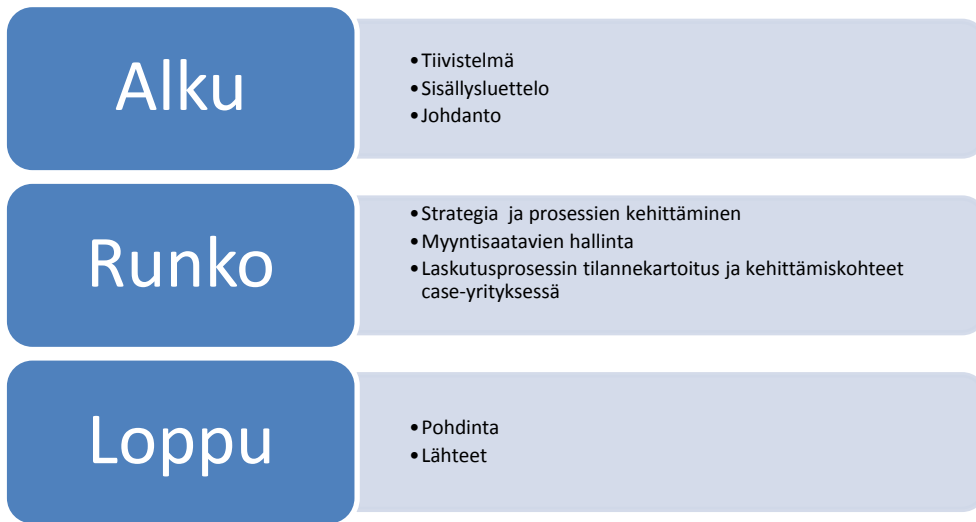 Alku
•Tiivistelmä
•Sisällysluettelo
•Johdanto
Runko
•Strategia ja prosessien kehittäminen
•Myyntisaatavien hallinta
•Laskutusprosessin tilannekartoitus ja kehittämiskohteet
case-yrityksessä
Loppu
•Pohdinta
•Lähteet